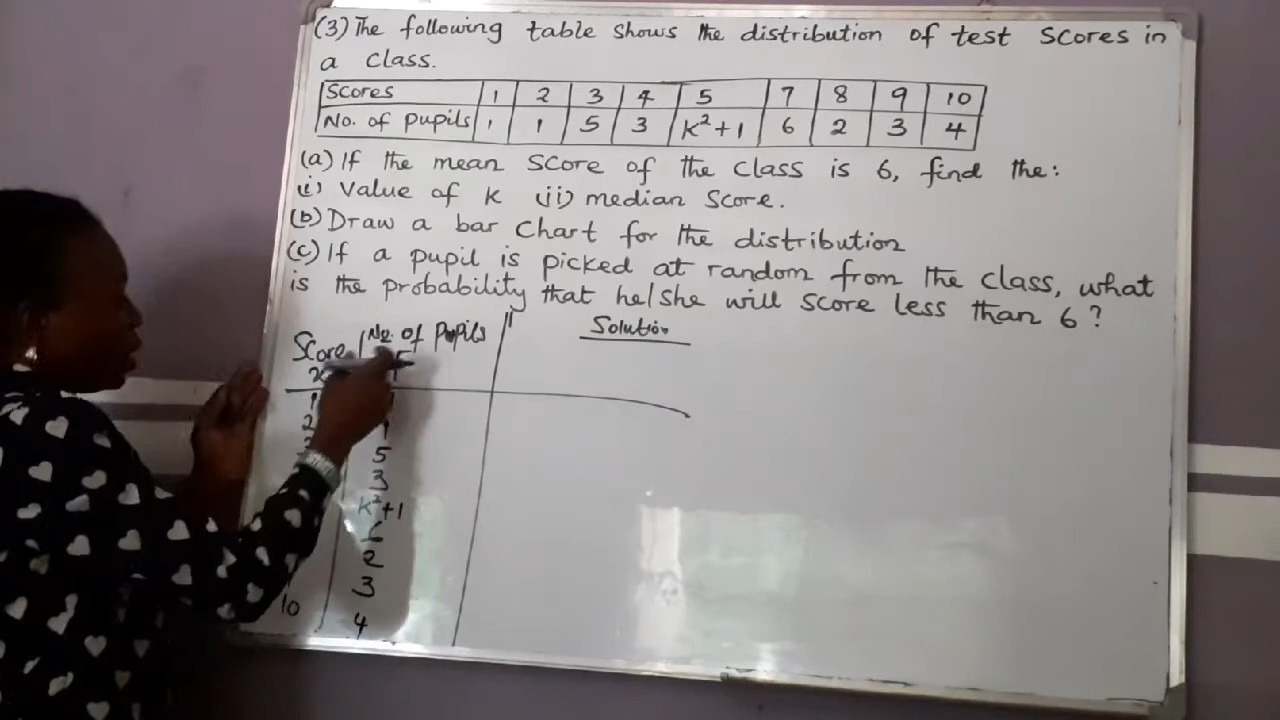 (3) The following table shows the distribution of test scores in
a class.
Scores 1 2 3 4 5 7 8 9 10
No. of pupils 1 1 5 3 k²+1 6 2 3 4
(a) If the mean score of the class is 6, find the:
(i) Value of k (ii) median score.
(b) Draw a bar chart for the distribution
(c) If a pupil is picked at random from the class, what
is the probability that he/she will score less than 6?
Solution
Score No. of Pupils
x
1 1
2 1
5
3
k²+1
6
2
3
10 4